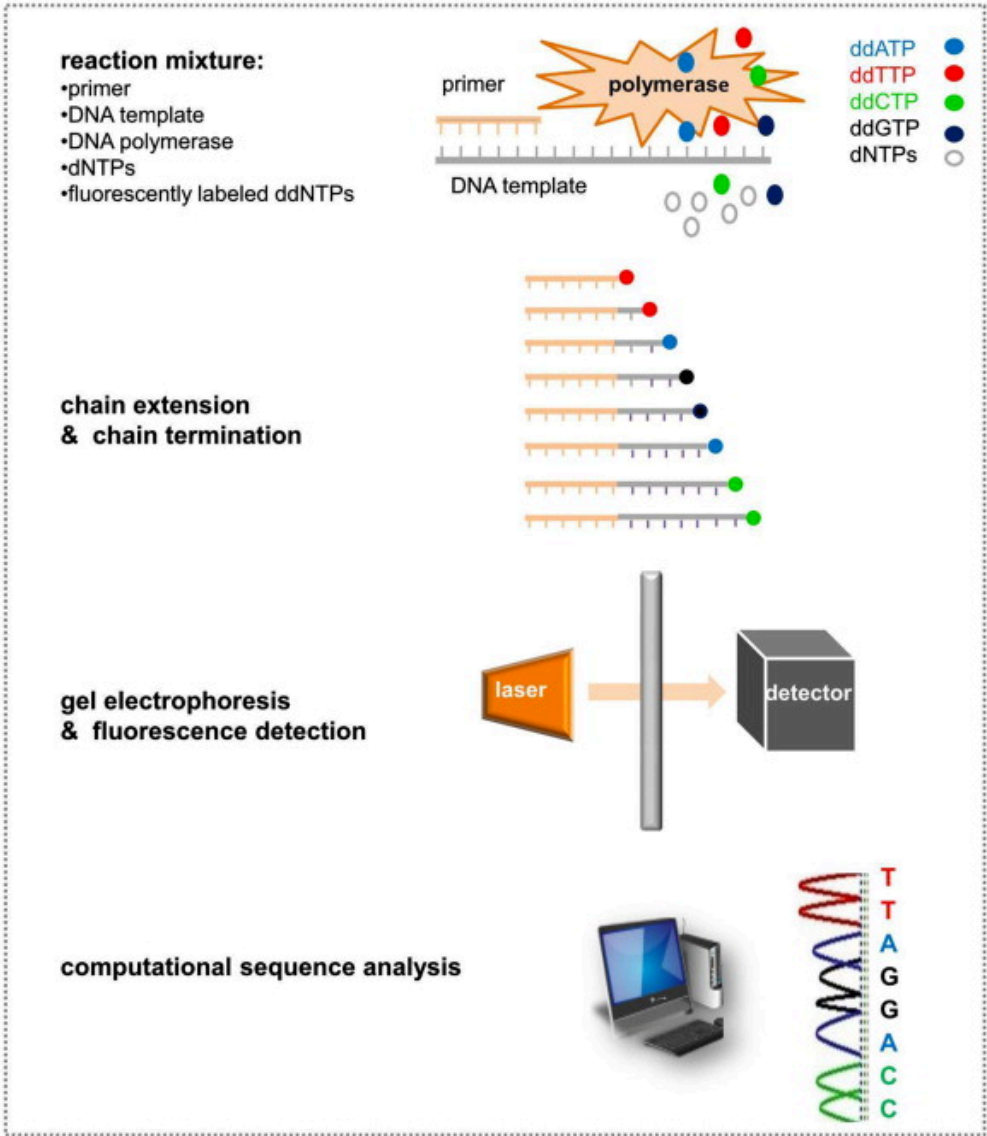 reaction mixture:
•primer
•DNA template
•DNA polymerase
•dNTPs
•fluorescently labeled ddNTPs
primer
polymerase
DNA template
ddATP
ddTTP
ddCTP
ddGTP
dNTPs
chain extension
& chain termination
gel electrophoresis
& fluorescence detection
laser
detector
computational sequence analysis
T
T
A
G
G
A
C
C